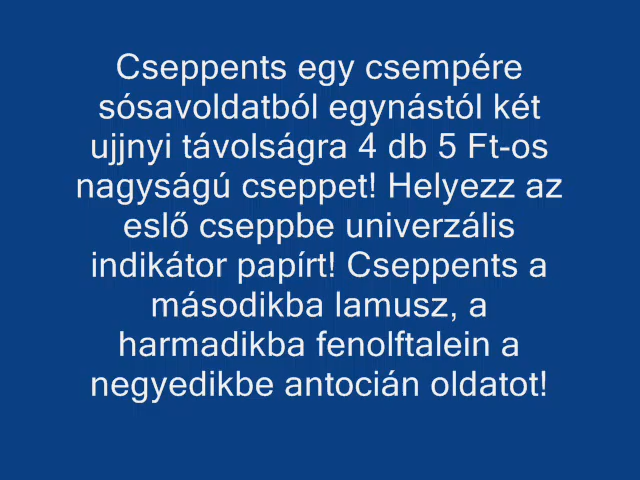 Cseppents egy csempére
sósavoldatból egynástól két
ujjnyi távolságra 4 db 5 Ft-os
nagyságú cseppet! Helyezz az
eslő cseppbe univerzális
indikátor papírt! Cseppents a
másodikba lamusz, a
harmadikba fenolftalein a
negyedikbe antocián oldatot!